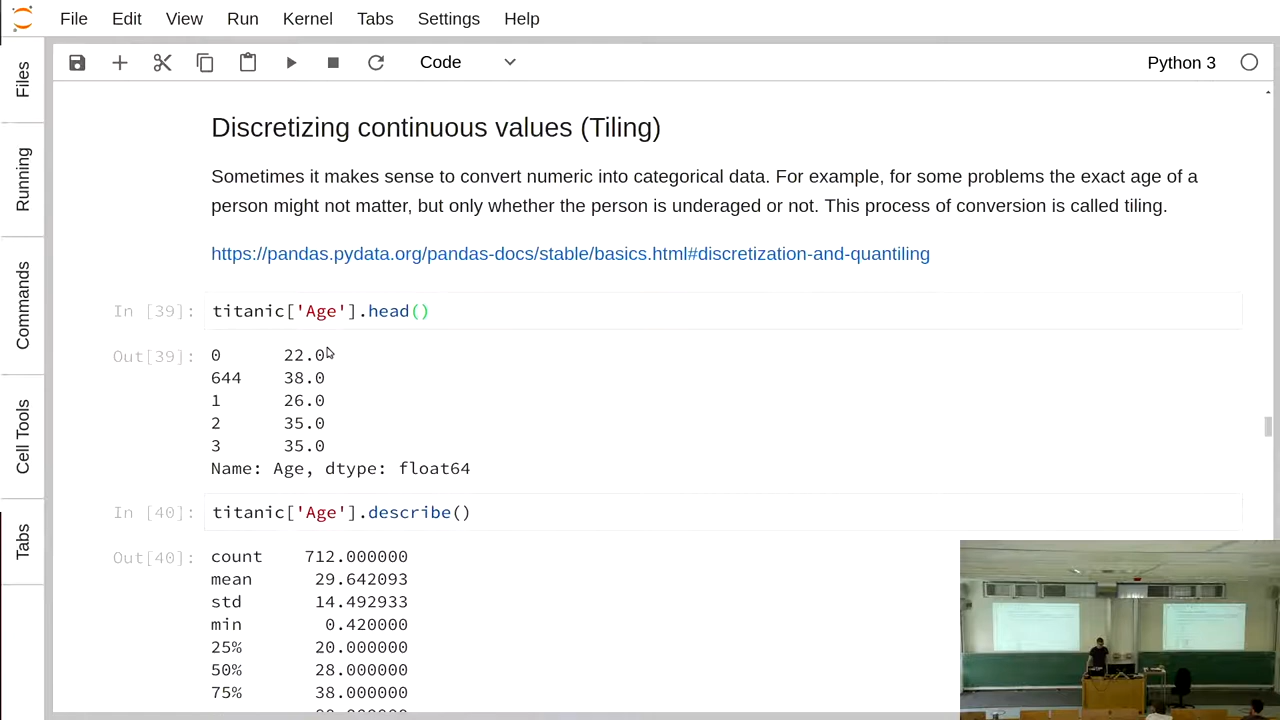 File Edit View Run Kernel Tabs Settings Help
Files
Running
Commands
Cell Tools
Tabs
Code
Python 3
Discretizing continuous values (Tiling)
Sometimes it makes sense to convert numeric into categorical data. For example, for some problems the exact age of a
person might not matter, but only whether the person is underaged or not. This process of conversion is called tiling.
https://pandas.pydata.org/pandas-docs/stable/basics.html#discretization-and-quantiling
In [39]: titanic['Age'].head()
Out[39]: 0 22.0
644 38.0
1 26.0
2 35.0
3 35.0
Name: Age, dtype: float64
In [40]: titanic['Age'].describe()
Out[40]: count 712.000000
mean 29.642093
std 14.492933
min 0.420000
25% 20.000000
50% 28.000000
75% 38.000000